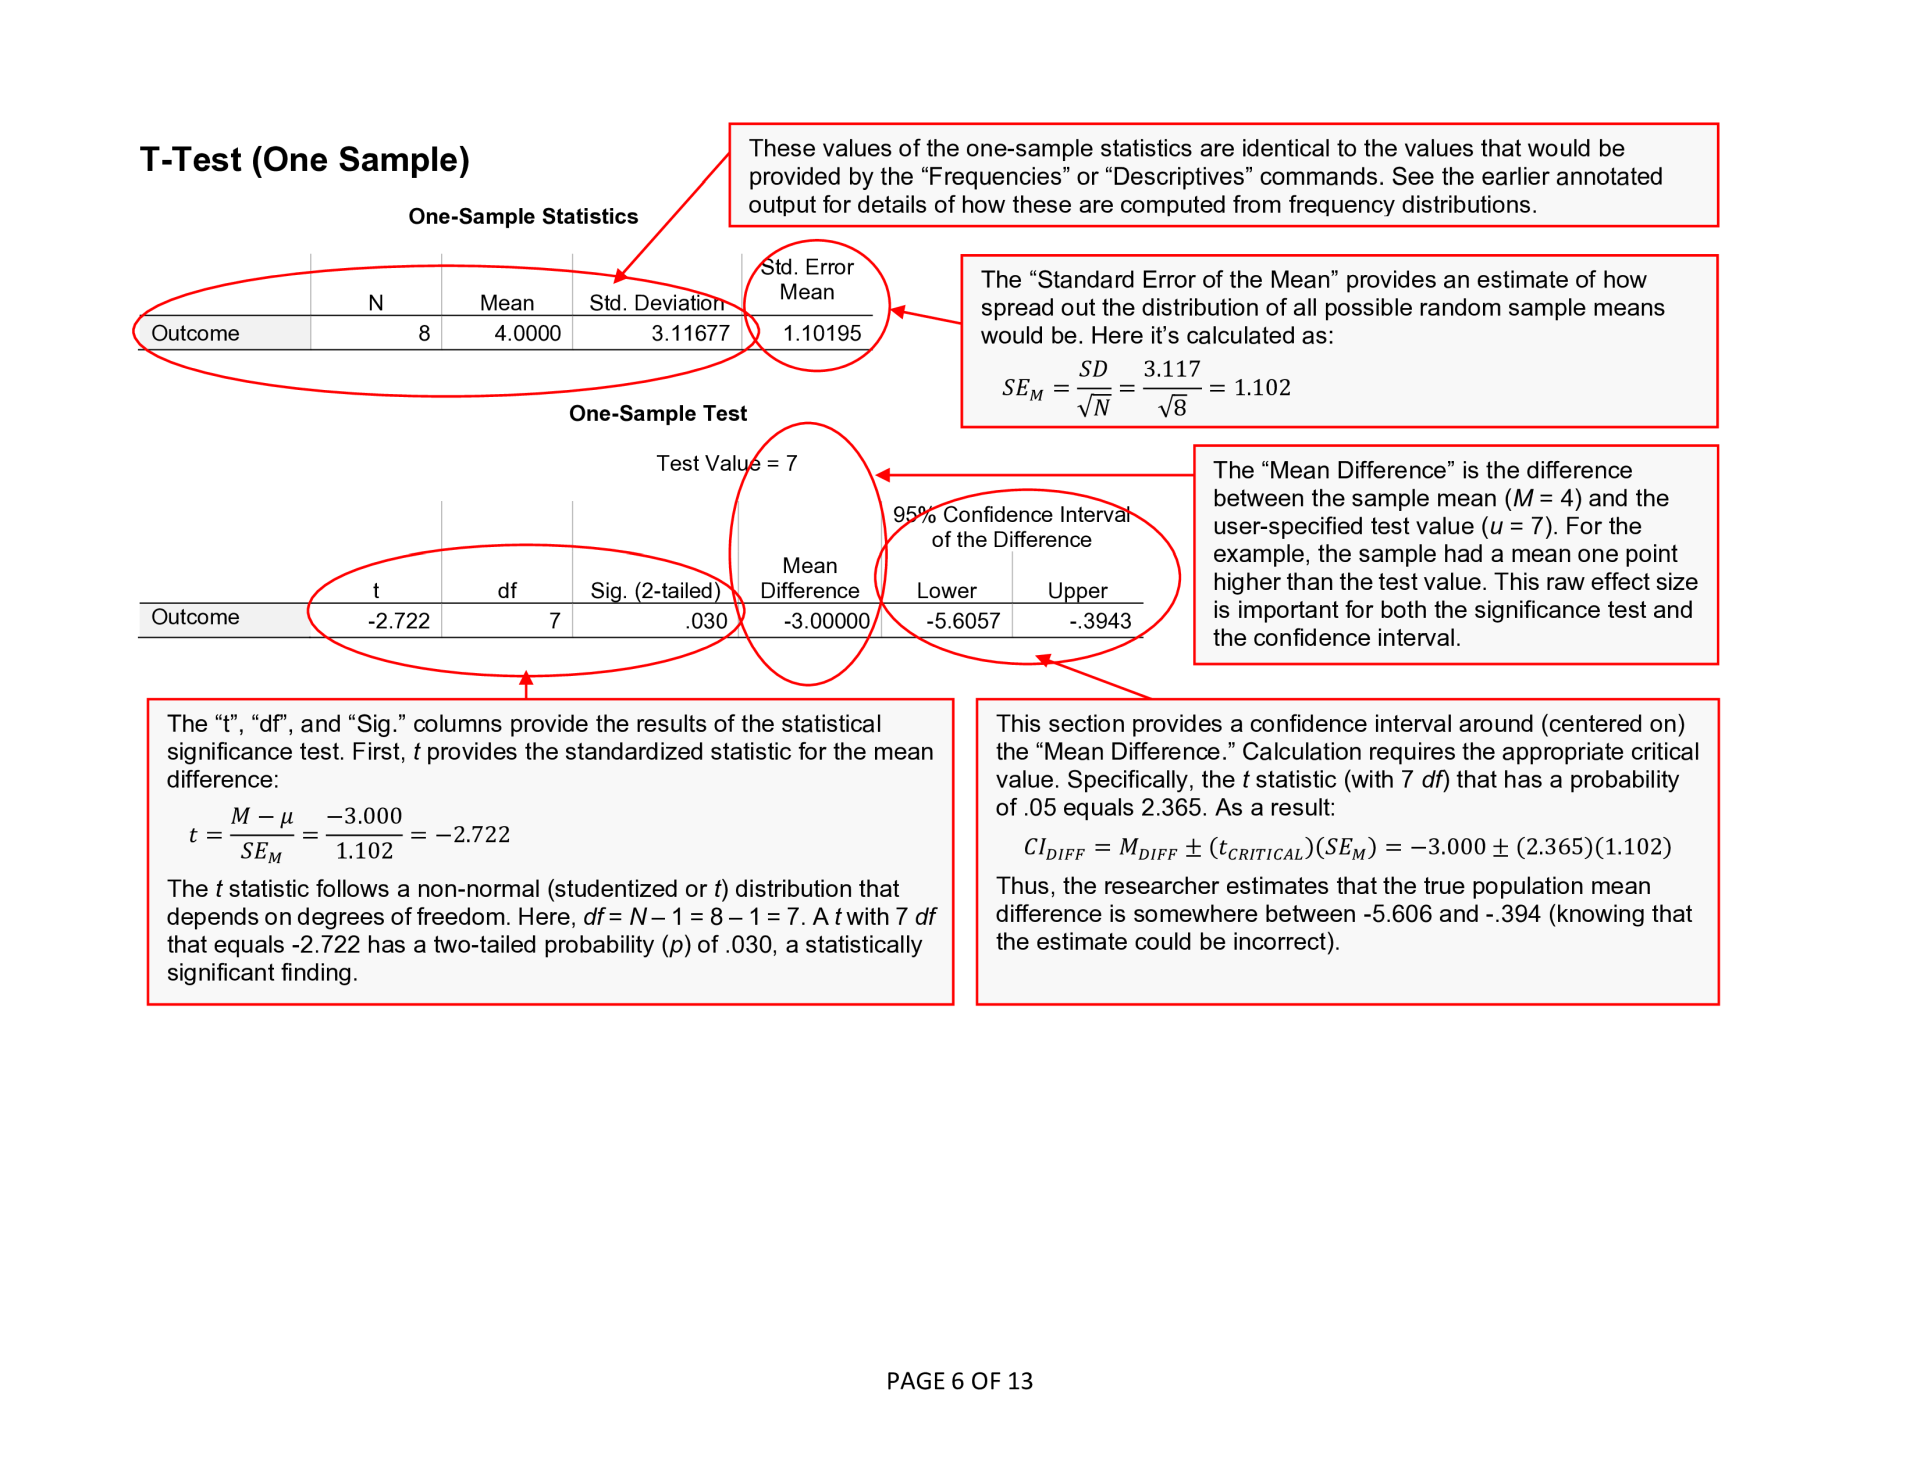 T-Test (One Sample)
These values of the one-sample statistics are identical to the values that would be
provided by the “Frequencies” or “Descriptives” commands. See the earlier annotated
output for details of how these are computed from frequency distributions.
One-Sample Statistics
N Mean Std. Deviation Std. Error
Mean
Outcome 8 4.0000 3.11677 1.10195
The “Standard Error of the Mean” provides an estimate of how
spread out the distribution of all possible random sample means
would be. Here it’s calculated as:
SE_M = SD/√N = 3.117/√8 = 1.102
One-Sample Test
Test Value = 7
95% Confidence Interval
of the Difference
t df Sig. (2-tailed) Mean
Difference Lower Upper
Outcome -2.722 7 .030 -3.00000 -5.6057 -.3943
The “Mean Difference” is the difference
between the sample mean (M = 4) and the
user-specified test value (u = 7). For the
example, the sample had a mean one point
higher than the test value. This raw effect size
is important for both the significance test and
the confidence interval.
The “t”, “df”, and “Sig.” columns provide the results of the statistical
significance test. First, t provides the standardized statistic for the mean
difference:
t = M − μ/SE_M = −3.000/1.102 = −2.722
The t statistic follows a non-normal (studentized or t) distribution that
depends on degrees of freedom. Here, df = N – 1 = 8 – 1 = 7. A t with 7 df
that equals -2.722 has a two-tailed probability (p) of .030, a statistically
significant finding.
This section provides a confidence interval around (centered on)
the “Mean Difference.” Calculation requires the appropriate critical
value. Specifically, the t statistic (with 7 df) that has a probability
of .05 equals 2.365. As a result:
CI_DIFF = M_DIFF ± (t_CRITICAL)(SE_M) = −3.000 ± (2.365)(1.102)
Thus, the researcher estimates that the true population mean
difference is somewhere between -5.606 and -.394 (knowing that
the estimate could be incorrect).
PAGE 6 OF 13